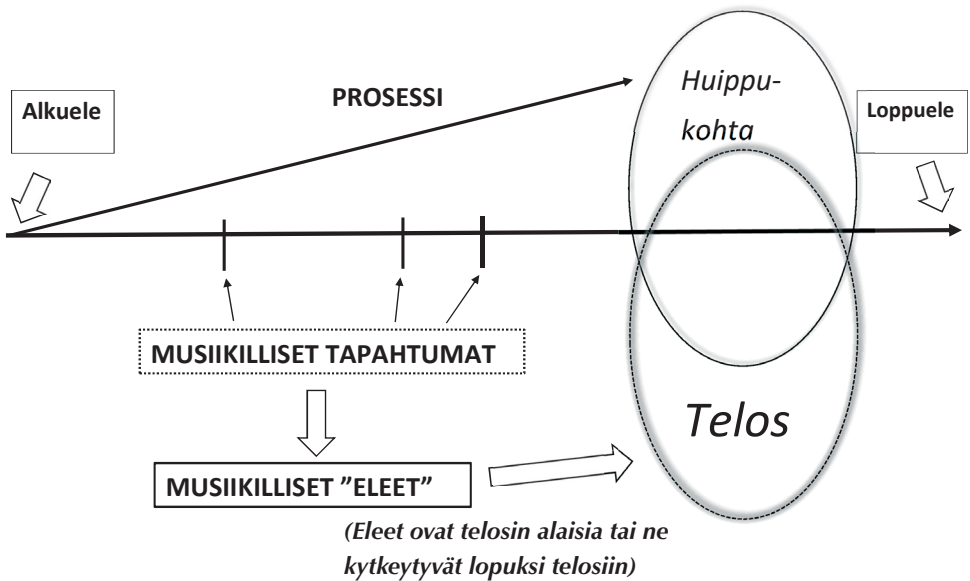 Alkuele
PROSESSI
Huippu-
kohta
Loppuele
MUSIIKILLISET TAPAHTUMAT
Telos
MUSIIKILLISET ”ELEET”
(Eleet ovat telosin alaisia tai ne
kytkeytyvät lopuksi telosiin)